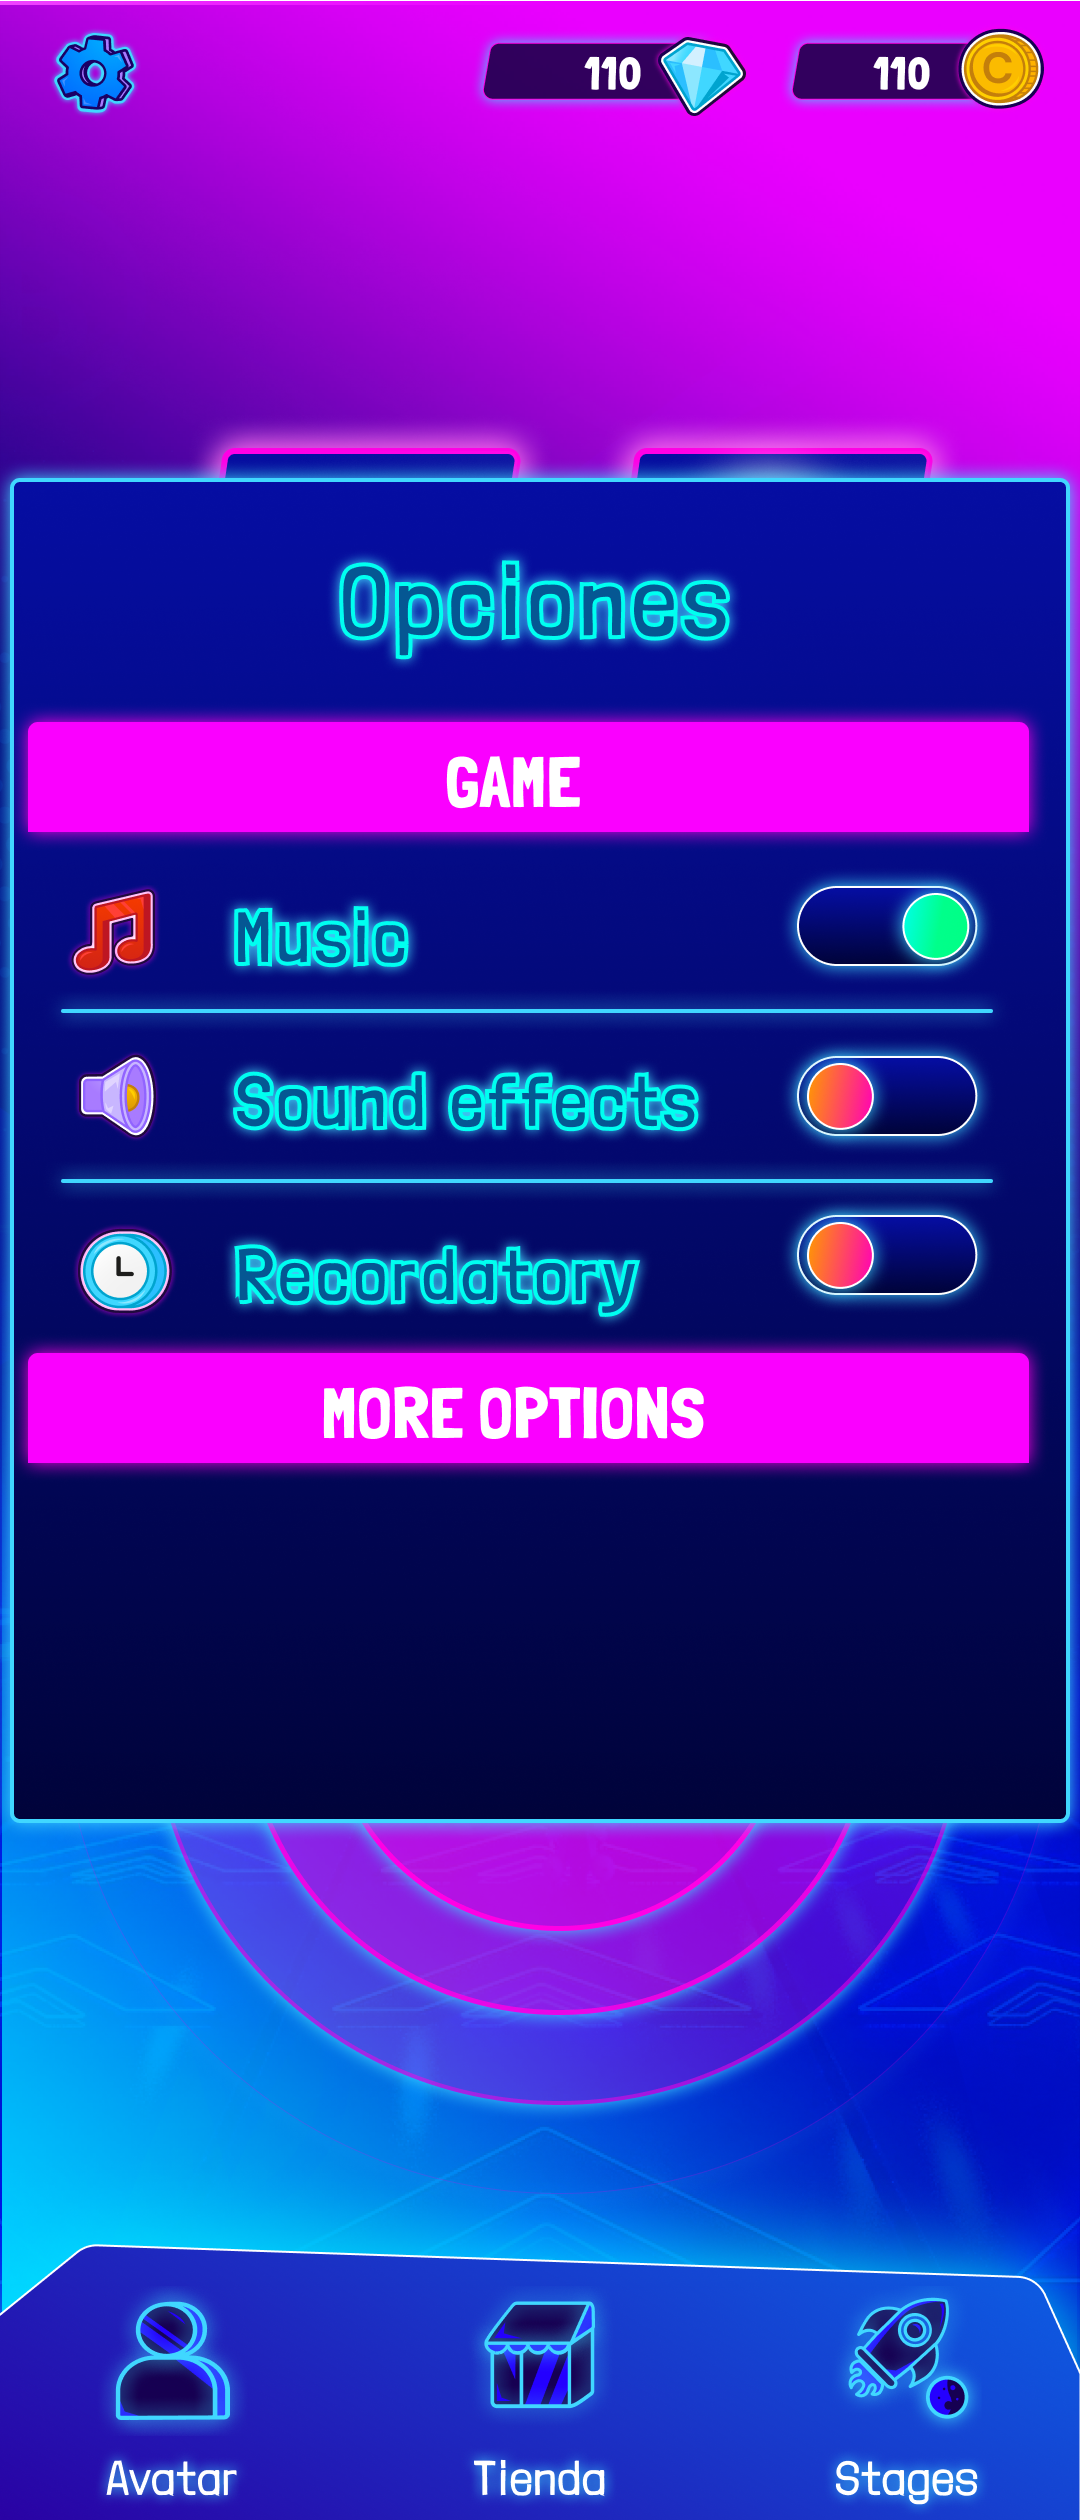 110 110
C
Opciones
GAME
Music
Sound effects
Recordatory
MORE OPTIONS
Avatar Tienda Stages